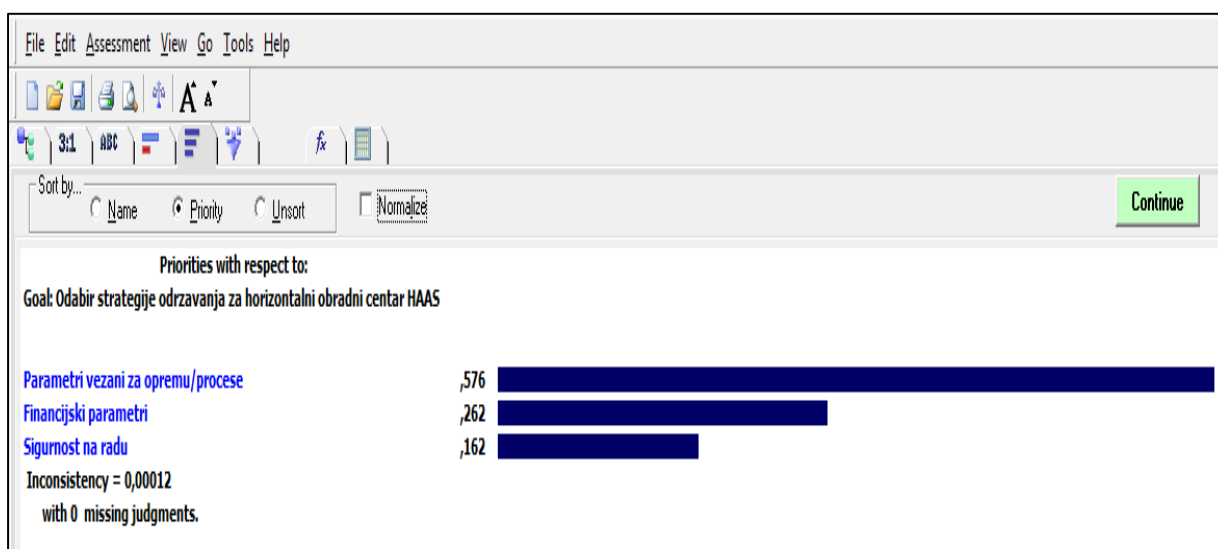 File Edit Assessment View Go Tools Help
A A
3:1 ABC fx
Sort by...
Name Priority Unsort Normalize Continue
Priorities with respect to:
Goal: Odabir strategije odrzavanja za horizontalni obradni centar HAAS
Parametri vezani za opremu/procese ,576
Financijski parametri ,262
Sigurnost na radu ,162
Inconsistency = 0,00012
with 0 missing judgments.